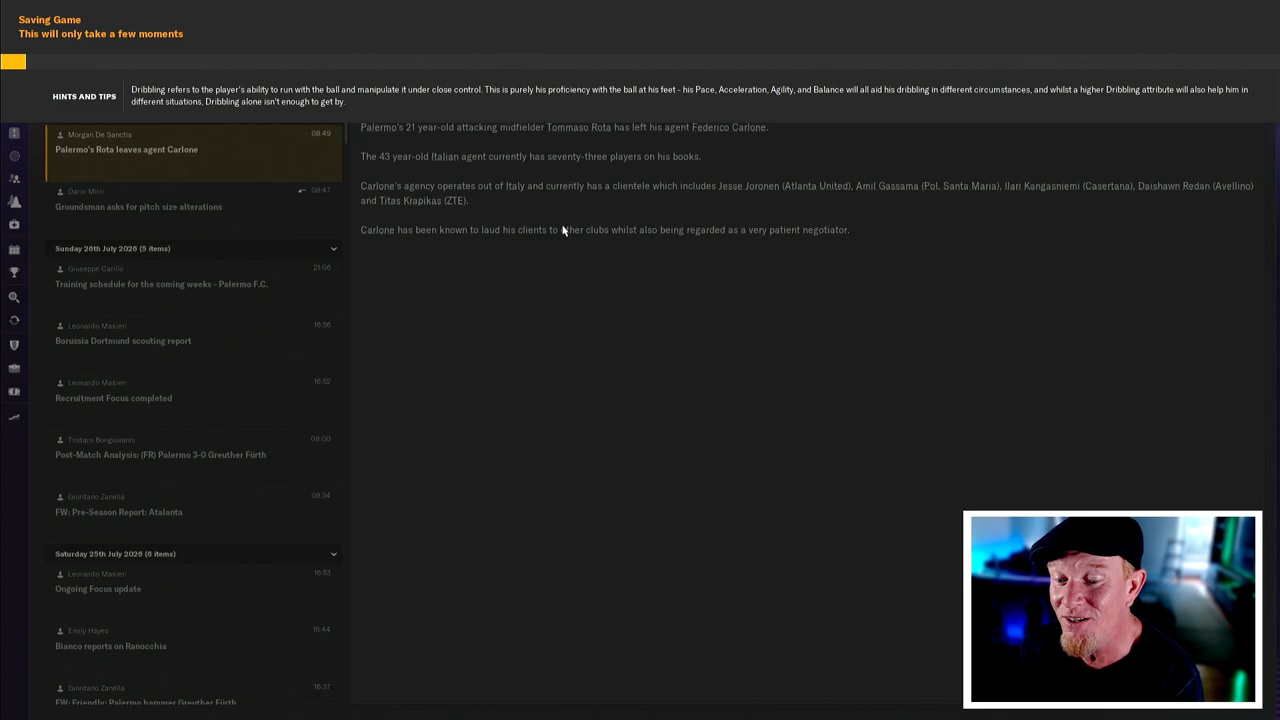 Saving Game
This will only take a few moments
HINTS AND TIPS
Dribbling refers to the player's ability to run with the ball and manipulate it under close control. This is purely his proficiency with the ball at his feet - his Pace, Acceleration, Agility, and Balance will all aid his dribbling in different circumstances, and whilst a higher Dribbling attribute will also help him in
different situations, Dribbling alone isn't enough to get by.
Morgan De Sanctis 08:49
Palermo's Rota leaves agent Carlone
Dario Mirri 08:47
Groundsman asks for pitch size alterations
Sunday 26th July 2026 (5 items)
Giuseppe Carillo 21:06
Training schedule for the coming weeks - Palermo F.C.
Leonardo Masieri 16:56
Borussia Dortmund scouting report
Leonardo Masieri 16:52
Recruitment Focus completed
Tindaro Bongiovanni 09:00
Post-Match Analysis: (FR) Palermo 3-0 Greuther Fürth
Giordano Zanella 08:34
FW: Pre-Season Report: Atalanta
Saturday 25th July 2026 (6 items)
Leonardo Masieri 16:53
Ongoing Focus update
Emily Hayes 16:44
Bianco reports on Ranocchia
Giordano Zanella 16:37
FW: Friendly: Palermo hammer Greuther Fürth
Palermo's 21 year-old attacking midfielder Tommaso Rota has left his agent Federico Carlone.
The 43 year-old Italian agent currently has seventy-three players on his books.
Carlone's agency operates out of Italy and currently has a clientele which includes Jesse Joronen (Atlanta United), Amil Gassama (Pol. Santa Maria), Ilari Kangasniemi (Casertana), Daishawn Redan (Avellino)
and Titas Krapikas (ZTE).
Carlone has been known to laud his clients to other clubs whilst also being regarded as a very patient negotiator.